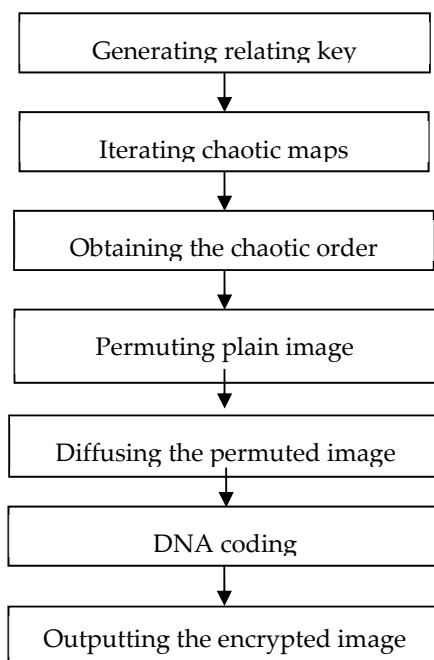 Generating relating key
Iterating chaotic maps
Obtaining the chaotic order
Permuting plain image
Diffusing the permuted image
DNA coding
Outputting the encrypted image